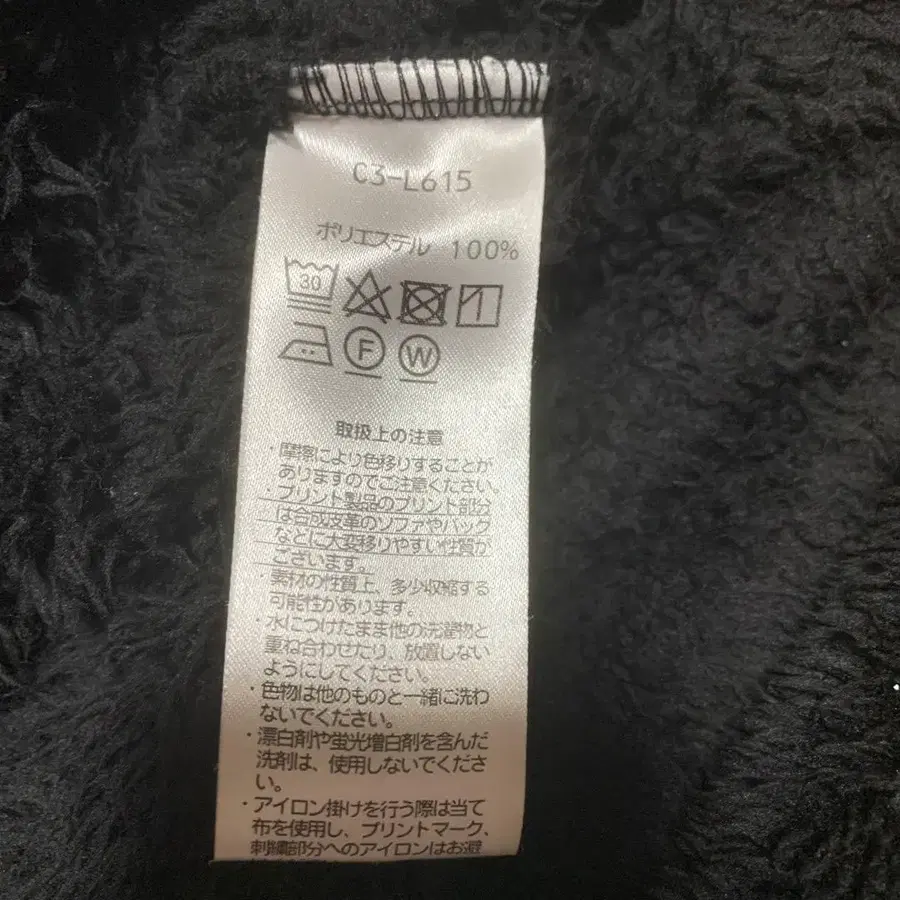 C3-L615
ポリエステル 100%
30
F W
取扱上の注意
・摩擦により色移りすることが
ありますのでご注意ください。
プリント製品のプリント部分
は合成皮革のソファやバック
などに大変移りやすい性質が
ございます。
・素材の性質上、多少収縮する
可能性があります。
・水につけたまま他の洗濯物と
重ね合わせたり、放置しない
ようにしてください。
・色物は他のものと一緒に洗わ
ないでください。
・漂白剤や蛍光増白剤を含んだ
洗剤は、使用しないでくださ
い。
・アイロン掛けを行う際は当て
布を使用し、プリントマーク、
刺繍部分へのアイロンはお避